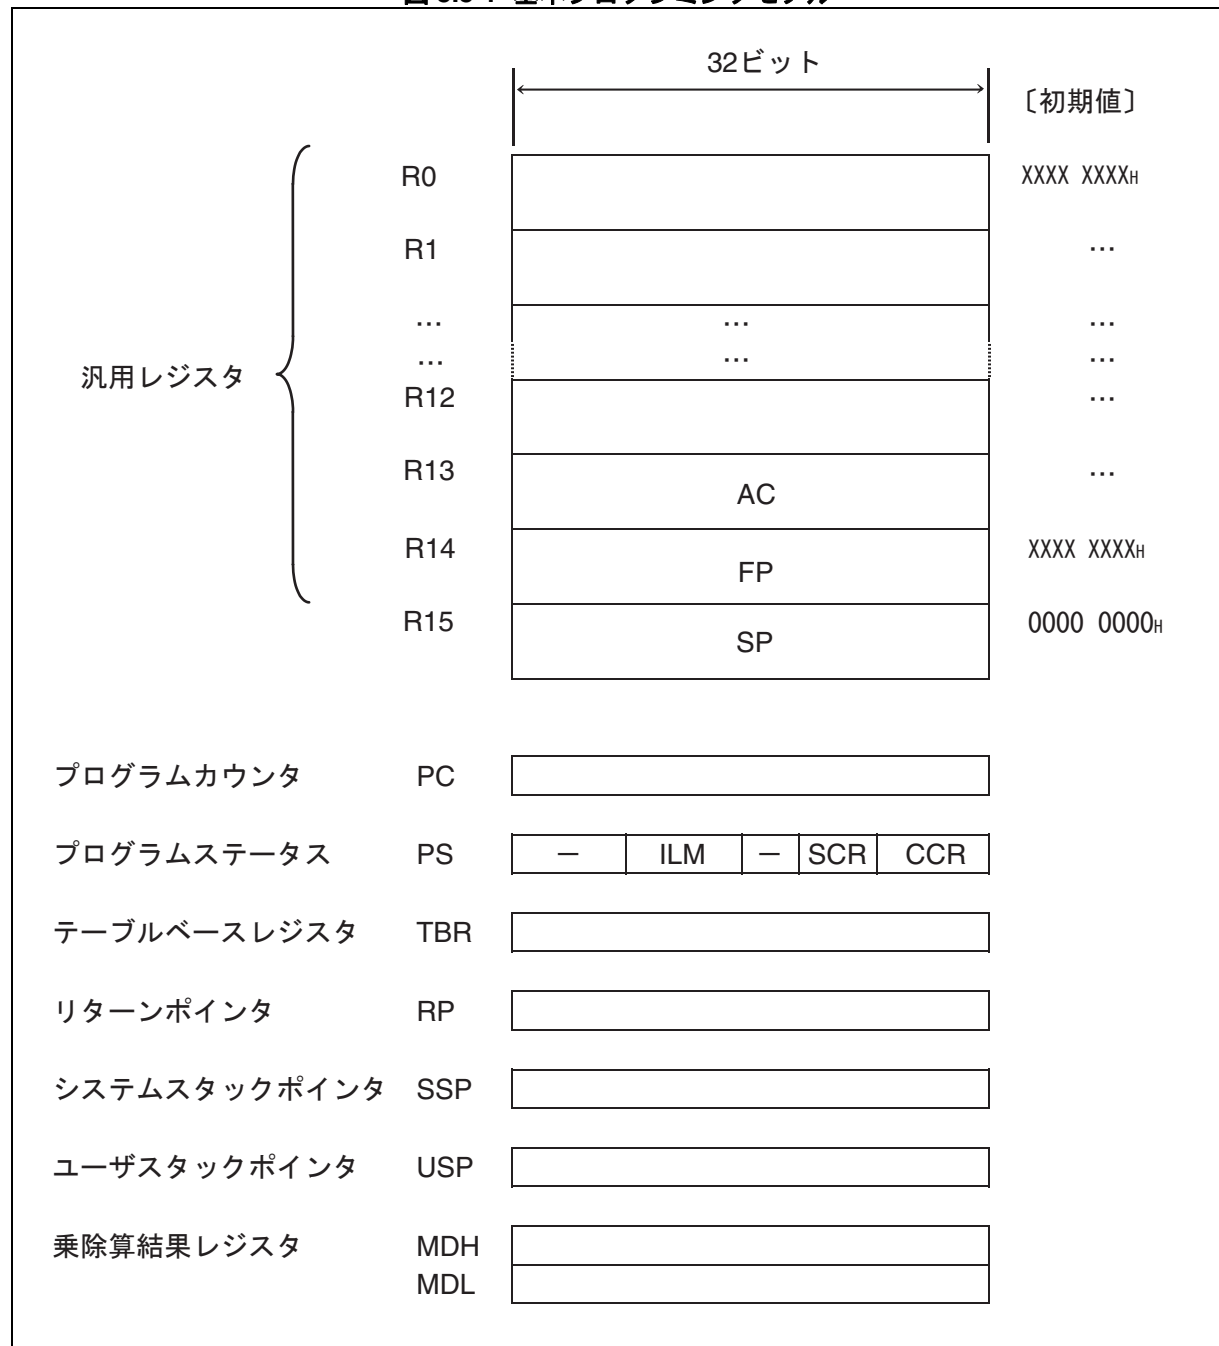 32ビット
〔初期値〕
R0 XXXX XXXXH
R1 …
… … …
… … …
汎用レジスタ
R12 …
R13 AC …
R14 FP XXXX XXXXH
R15 SP 0000 0000H
プログラムカウンタ PC
プログラムステータス PS － ILM － SCR CCR
テーブルベースレジスタ TBR
リターンポインタ RP
システムスタックポインタ SSP
ユーザスタックポインタ USP
乗除算結果レジスタ MDH
MDL